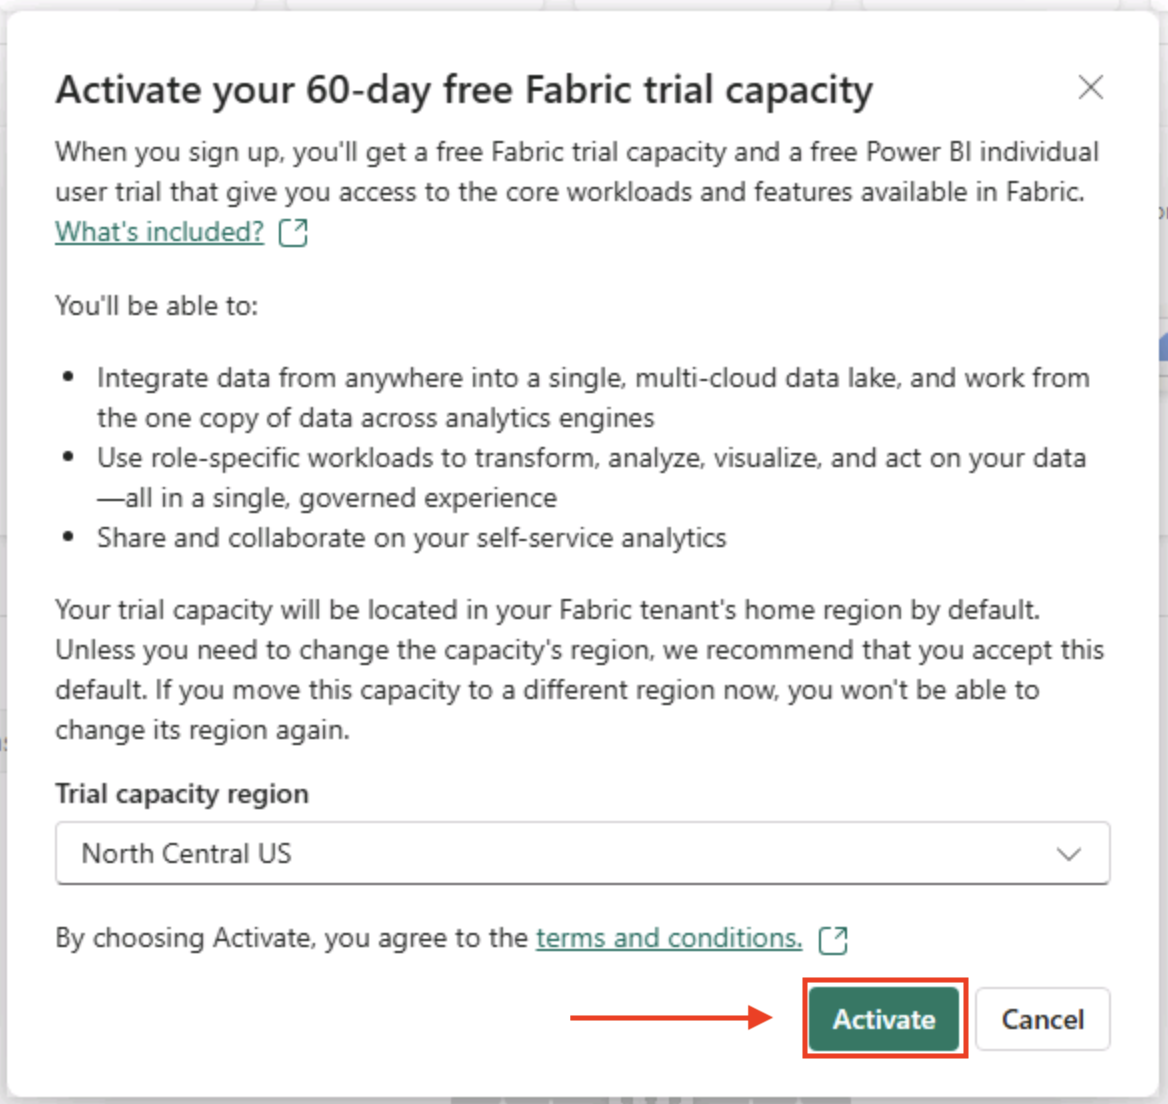 Activate your 60-day free Fabric trial capacity
When you sign up, you'll get a free Fabric trial capacity and a free Power BI individual
user trial that give you access to the core workloads and features available in Fabric.
What's included?
You'll be able to:
• Integrate data from anywhere into a single, multi-cloud data lake, and work from
the one copy of data across analytics engines
• Use role-specific workloads to transform, analyze, visualize, and act on your data
—all in a single, governed experience
• Share and collaborate on your self-service analytics
Your trial capacity will be located in your Fabric tenant's home region by default.
Unless you need to change the capacity's region, we recommend that you accept this
default. If you move this capacity to a different region now, you won't be able to
change its region again.
Trial capacity region
North Central US
By choosing Activate, you agree to the terms and conditions.
Activate Cancel